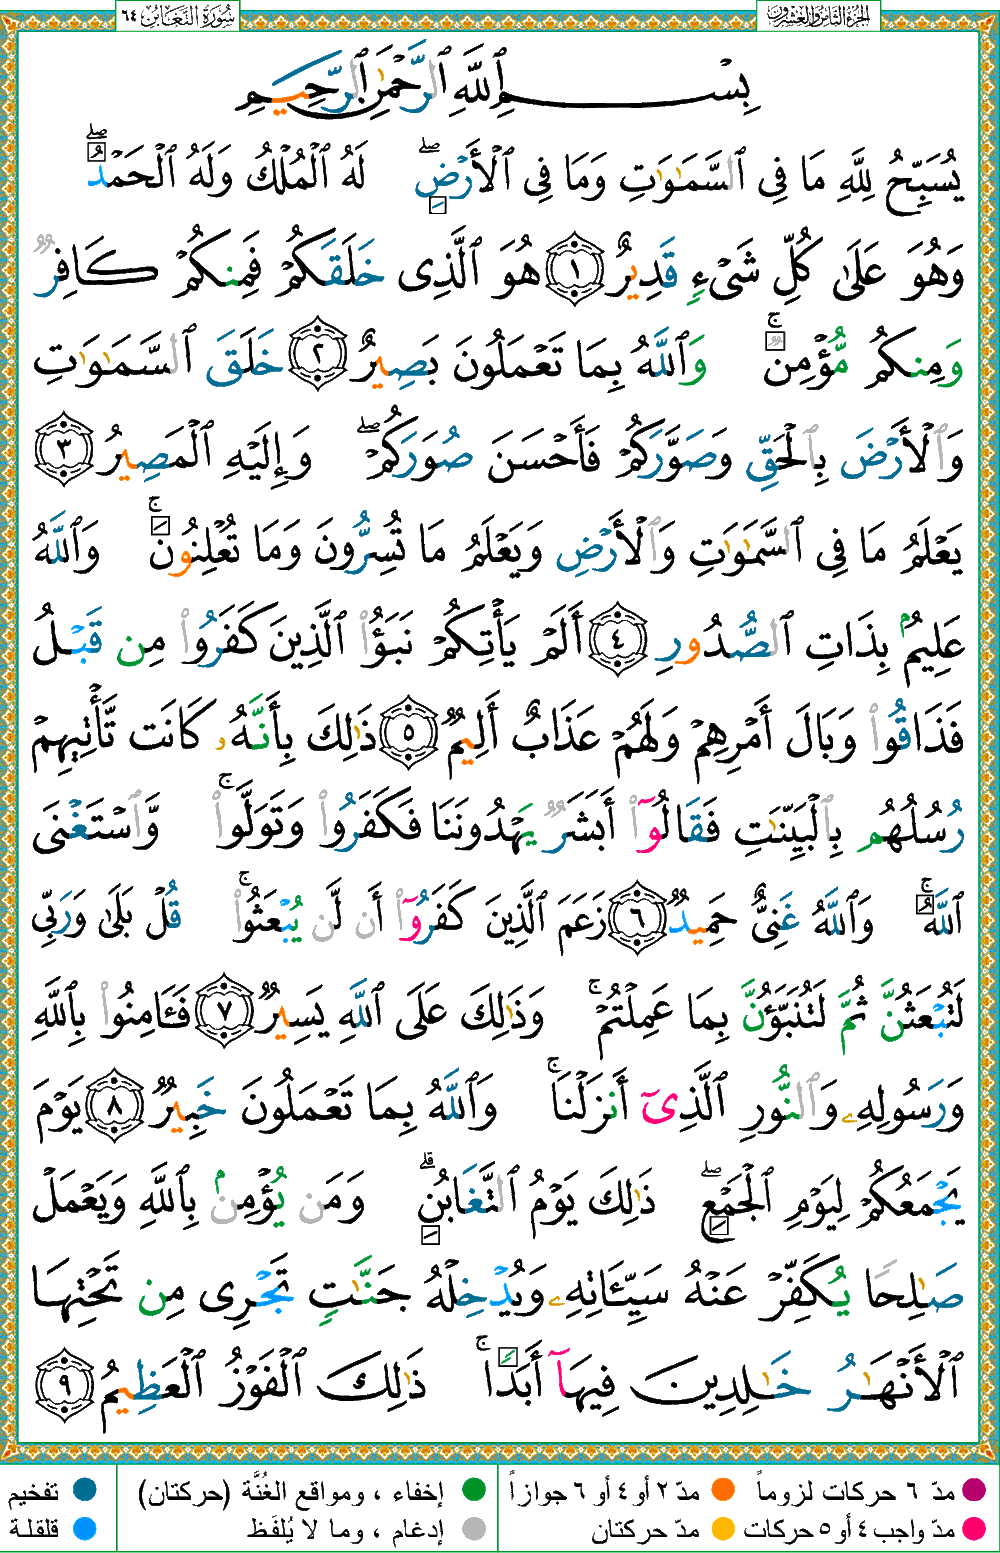 الجزء الثامن والعشرون
سُورَةُ التَّغَابُنِ ٦٤
بِسْمِ ٱللَّهِ ٱلرَّحْمَـٰنِ ٱلرَّحِيمِ
يُسَبِّحُ لِلَّهِ مَا فِى ٱلسَّمَـٰوَٰتِ وَمَا فِى ٱلْأَرْضِ ۖ لَهُ ٱلْمُلْكُ وَلَهُ ٱلْحَمْدُ ۖ
وَهُوَ عَلَىٰ كُلِّ شَىْءٍ قَدِيرٌ ١ هُوَ ٱلَّذِى خَلَقَكُمْ فَمِنكُمْ كَافِرٌ
وَمِنكُم مُّؤْمِنٌ ۚ وَٱللَّهُ بِمَا تَعْمَلُونَ بَصِيرٌ ٢ خَلَقَ ٱلسَّمَـٰوَٰتِ
وَٱلْأَرْضَ بِٱلْحَقِّ وَصَوَّرَكُمْ فَأَحْسَنَ صُوَرَكُمْ ۖ وَإِلَيْهِ ٱلْمَصِيرُ ٣
يَعْلَمُ مَا فِى ٱلسَّمَـٰوَٰتِ وَٱلْأَرْضِ وَيَعْلَمُ مَا تُسِرُّونَ وَمَا تُعْلِنُونَ ۚ وَٱللَّهُ
عَلِيمٌۢ بِذَاتِ ٱلصُّدُورِ ٤ أَلَمْ يَأْتِكُمْ نَبَؤُا۟ ٱلَّذِينَ كَفَرُوا۟ مِن قَبْلُ
فَذَاقُوا۟ وَبَالَ أَمْرِهِمْ وَلَهُمْ عَذَابٌ أَلِيمٌ ٥ ذَٰلِكَ بِأَنَّهُۥ كَانَت تَّأْتِيهِمْ
رُسُلُهُم بِٱلْبَيِّنَـٰتِ فَقَالُوٓا۟ أَبَشَرٌ يَهْدُونَنَا فَكَفَرُوا۟ وَتَوَلَّوا۟ ۚ وَّٱسْتَغْنَى
ٱللَّهُ ۚ وَٱللَّهُ غَنِىٌّ حَمِيدٌ ٦ زَعَمَ ٱلَّذِينَ كَفَرُوٓا۟ أَن لَّن يُبْعَثُوا۟ ۚ قُلْ بَلَىٰ وَرَبِّى
لَتُبْعَثُنَّ ثُمَّ لَتُنَبَّؤُنَّ بِمَا عَمِلْتُمْ ۚ وَذَٰلِكَ عَلَى ٱللَّهِ يَسِيرٌ ٧ فَـَٔامِنُوا۟ بِٱللَّهِ
وَرَسُولِهِۦ وَٱلنُّورِ ٱلَّذِىٓ أَنزَلْنَا ۚ وَٱللَّهُ بِمَا تَعْمَلُونَ خَبِيرٌ ٨ يَوْمَ
يَجْمَعُكُمْ لِيَوْمِ ٱلْجَمْعِ ۖ ذَٰلِكَ يَوْمُ ٱلتَّغَابُنِ ۗ وَمَن يُؤْمِنۢ بِٱللَّهِ وَيَعْمَلْ
صَـٰلِحًا يُكَفِّرْ عَنْهُ سَيِّـَٔاتِهِۦ وَيُدْخِلْهُ جَنَّـٰتٍ تَجْرِى مِن تَحْتِهَا
ٱلْأَنْهَـٰرُ خَـٰلِدِينَ فِيهَآ أَبَدًا ۚ ذَٰلِكَ ٱلْفَوْزُ ٱلْعَظِيمُ ٩
مدّ ٦ حركات لزوماً مدّ ٢ أو ٤ أو ٦ جوازاً إخفاء ، ومواقع الغُنَّة (حركتان) تفخيم
مدّ واجب ٤ أو ٥ حركات مدّ حركتان إدغام ، وما لا يُلفَظ قلقلة